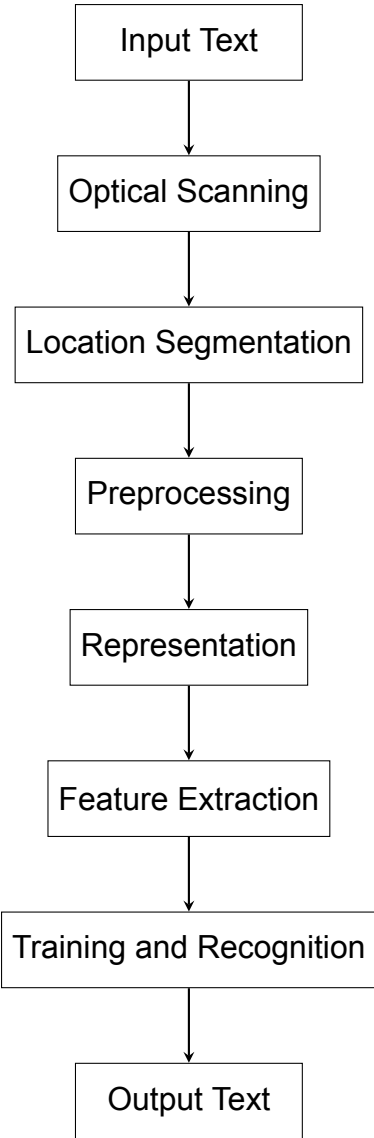 Input Text
Optical Scanning
Location Segmentation
Preprocessing
Representation
Feature Extraction
Training and Recognition
Output Text